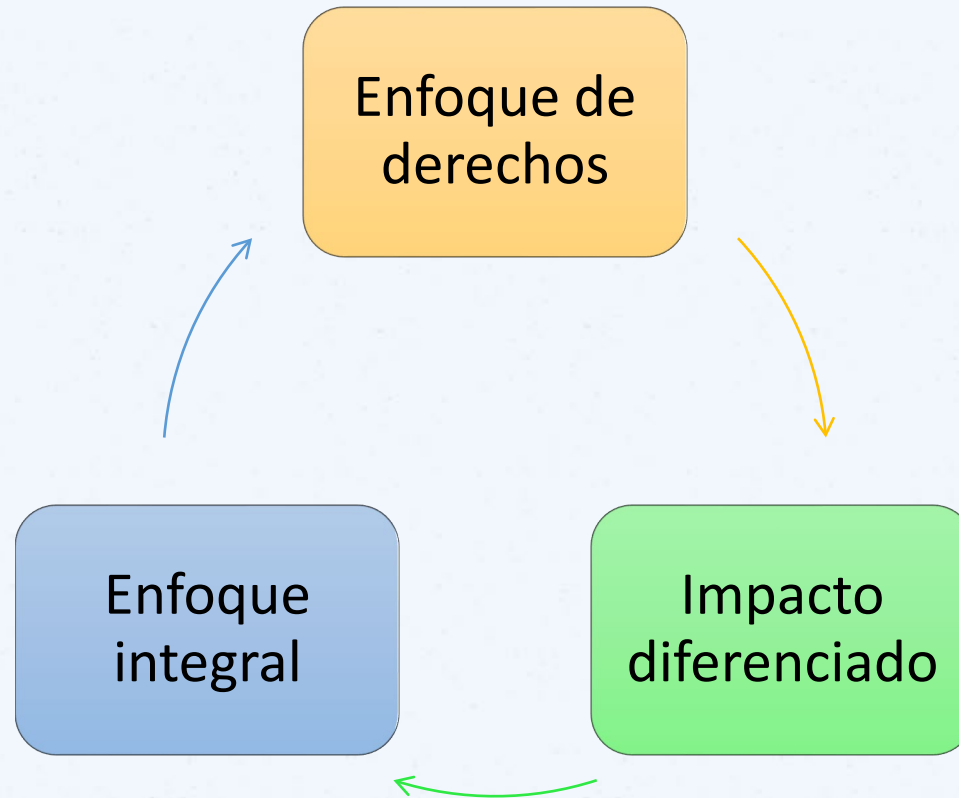 Enfoque de
derechos
Enfoque
integral
Impacto
diferenciado